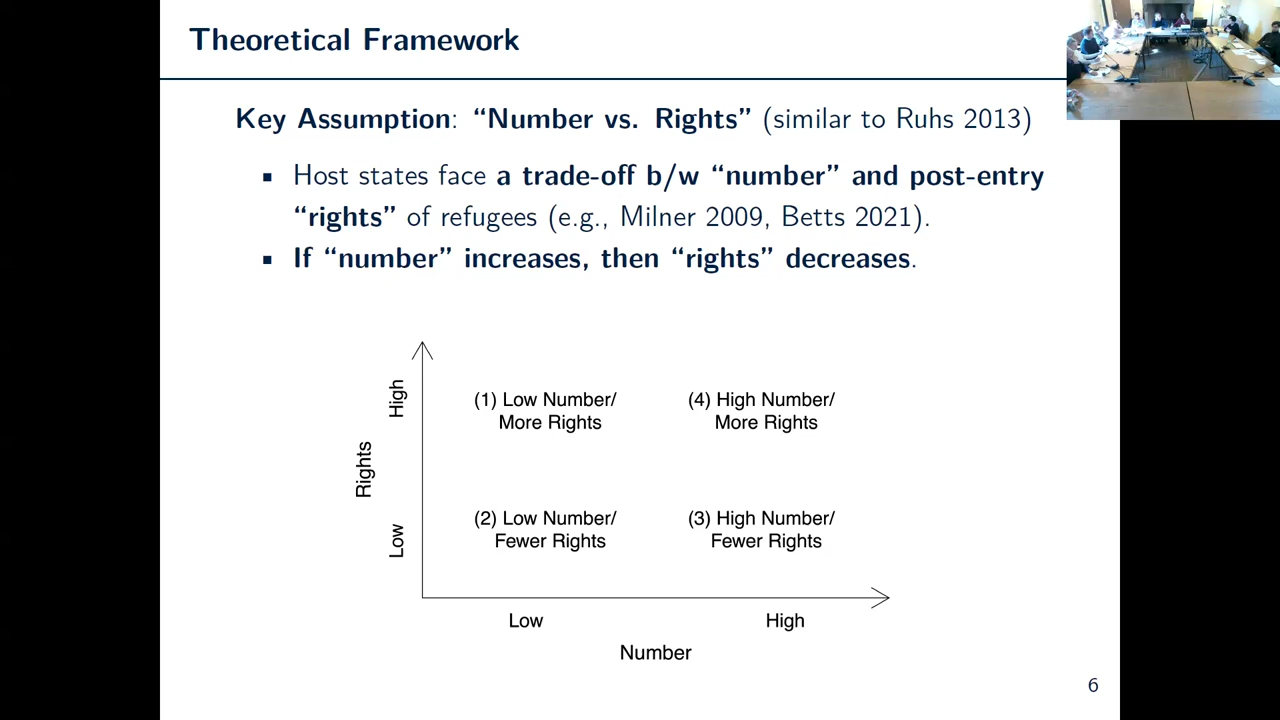 Theoretical Framework
Key Assumption: “Number vs. Rights” (similar to Ruhs 2013)
▪ Host states face a trade-off b/w “number” and post-entry
“rights” of refugees (e.g., Milner 2009, Betts 2021).
▪ If “number” increases, then “rights” decreases.
High
(1) Low Number/
More Rights
(4) High Number/
More Rights
Rights
Low
(2) Low Number/
Fewer Rights
(3) High Number/
Fewer Rights
Low
High
Number
6